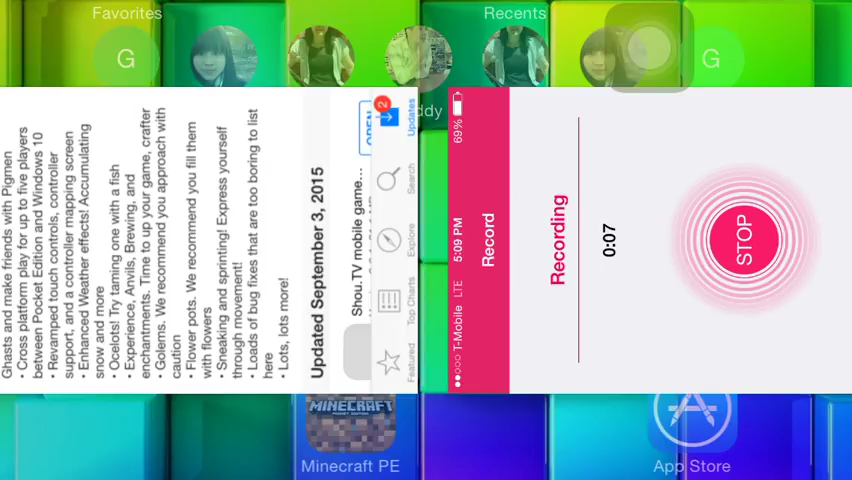 Favorites
Recents
G
G
ddy
Ghasts and make friends with Pigmen
• Cross platform play for up to five players
between Pocket Edition and Windows 10
• Revamped touch controls, controller
support, and a controller mapping screen
• Enhanced Weather effects! Accumulating
snow and more
• Ocelots! Try taming one with a fish
• Experience, Anvils, Brewing, and
enchantments. Time to up your game, crafter
• Golems. We recommend you approach with
caution
• Flower pots. We recommend you fill them
with flowers
• Sneaking and sprinting! Express yourself
through movement!
• Loads of bug fixes that are too boring to list
here
• Lots, lots more!
Updated September 3, 2015
Shou.TV mobile game...
OPEN
Featured
Top Charts
Explore
Search
Updates
2
T-Mobile LTE
5:09 PM
69%
Record
Recording
0:07
STOP
MINECRAFT
Minecraft PE
App Store